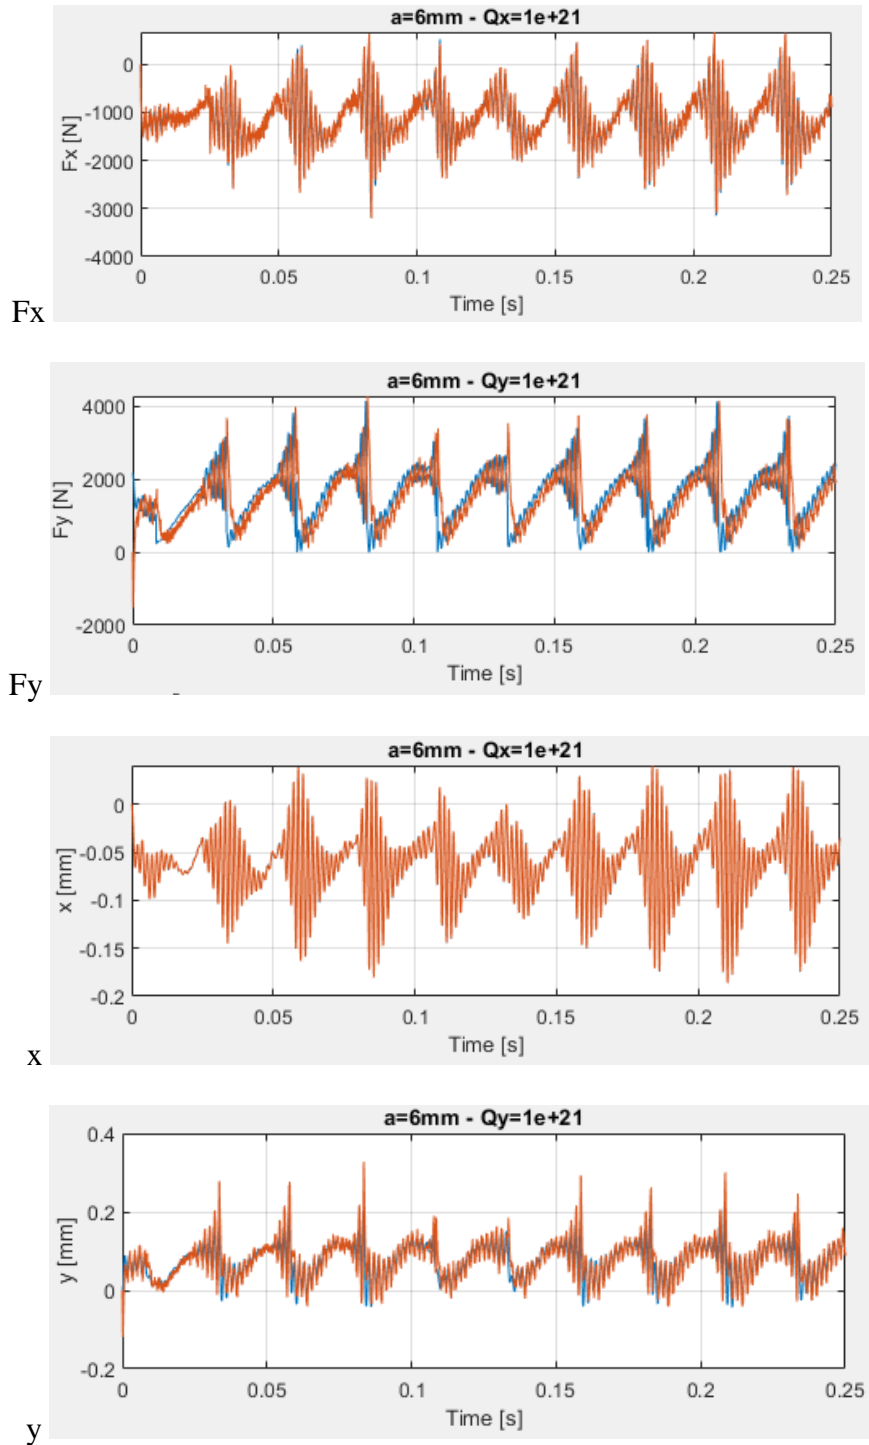 a=6mm - Qx=1e+21
0
-1000
-2000
-3000
-4000
Fx [N]
0 0.05 0.1 0.15 0.2 0.25
Time [s]
Fx
a=6mm - Qy=1e+21
4000
2000
0
-2000
Fy [N]
0 0.05 0.1 0.15 0.2 0.25
Time [s]
Fy
a=6mm - Qx=1e+21
0
-0.05
-0.1
-0.15
-0.2
x [mm]
0 0.05 0.1 0.15 0.2 0.25
Time [s]
x
a=6mm - Qy=1e+21
0.4
0.2
0
-0.2
y [mm]
0 0.05 0.1 0.15 0.2 0.25
Time [s]
y